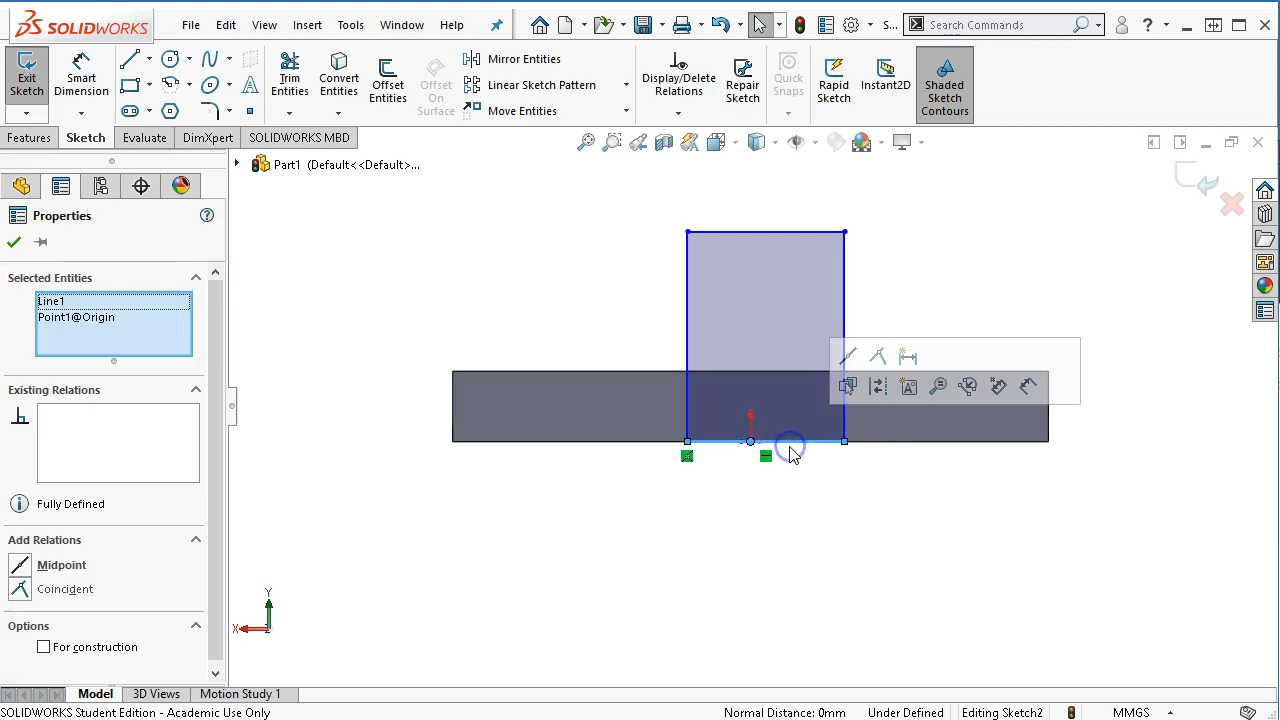 SOLIDWORKS File Edit View Insert Tools Window Help S... Search Commands
Exit Sketch
Smart Dimension
Trim Entities
Convert Entities
Offset Entities
Offset On Surface
Mirror Entities
Linear Sketch Pattern
Move Entities
Display/Delete Relations
Repair Sketch
Quick Snaps
Rapid Sketch
Instant2D
Shaded Sketch Contours
Features Sketch Evaluate DimXpert SOLIDWORKS MBD
Part1 (Default<<Default>...
Properties
Selected Entities
Line1
Point1@Origin
Existing Relations
Fully Defined
Add Relations
Midpoint
Coincident
Options
For construction
Y
X
Z
Model 3D Views Motion Study 1
SOLIDWORKS Student Edition - Academic Use Only Normal Distance: 0mm Under Defined Editing Sketch2 MMGS